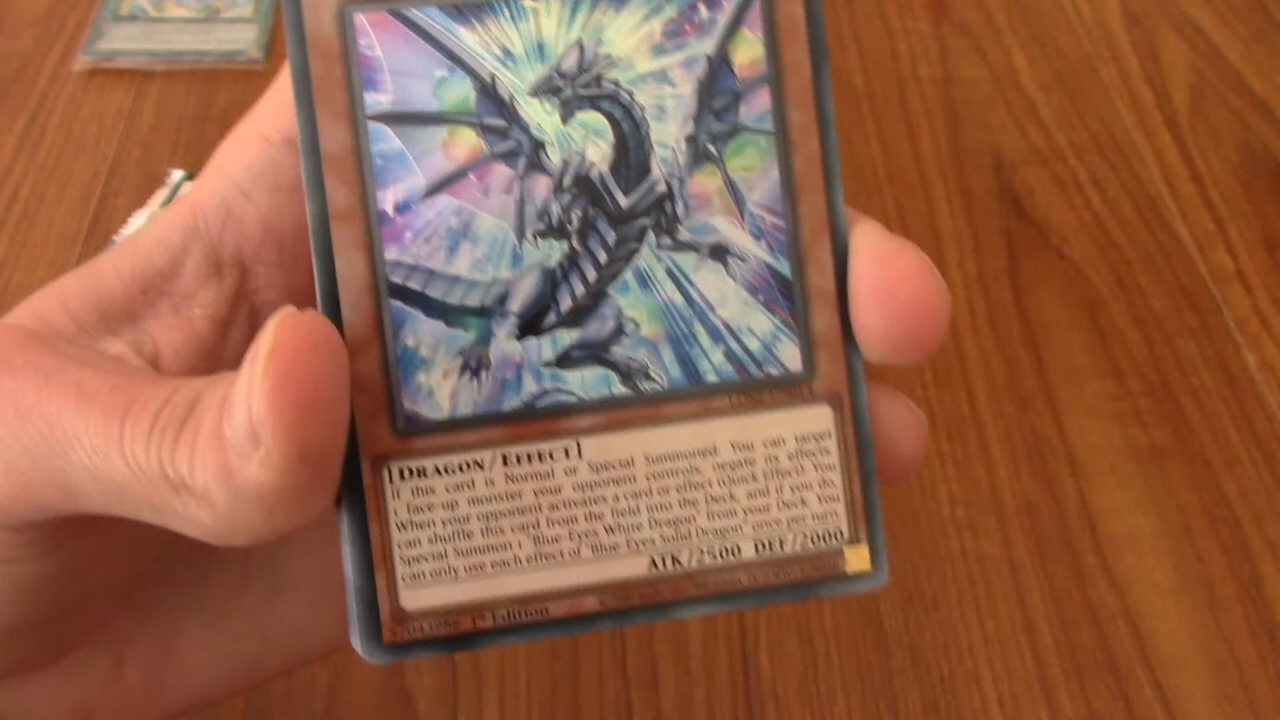 [DRAGON/EFFECT]
If this card is Normal or Special Summoned: You can target
1 face-up monster your opponent controls; negate its effects.
When your opponent activates a card or effect (Quick Effect): You
can shuffle this card from the field into the Deck, and if you do,
Special Summon 1 "Blue-Eyes White Dragon" from your Deck. You
can only use each effect of "Blue-Eyes Solid Dragon" once per turn.
ATK/2500 DEF/2000
1st Edition